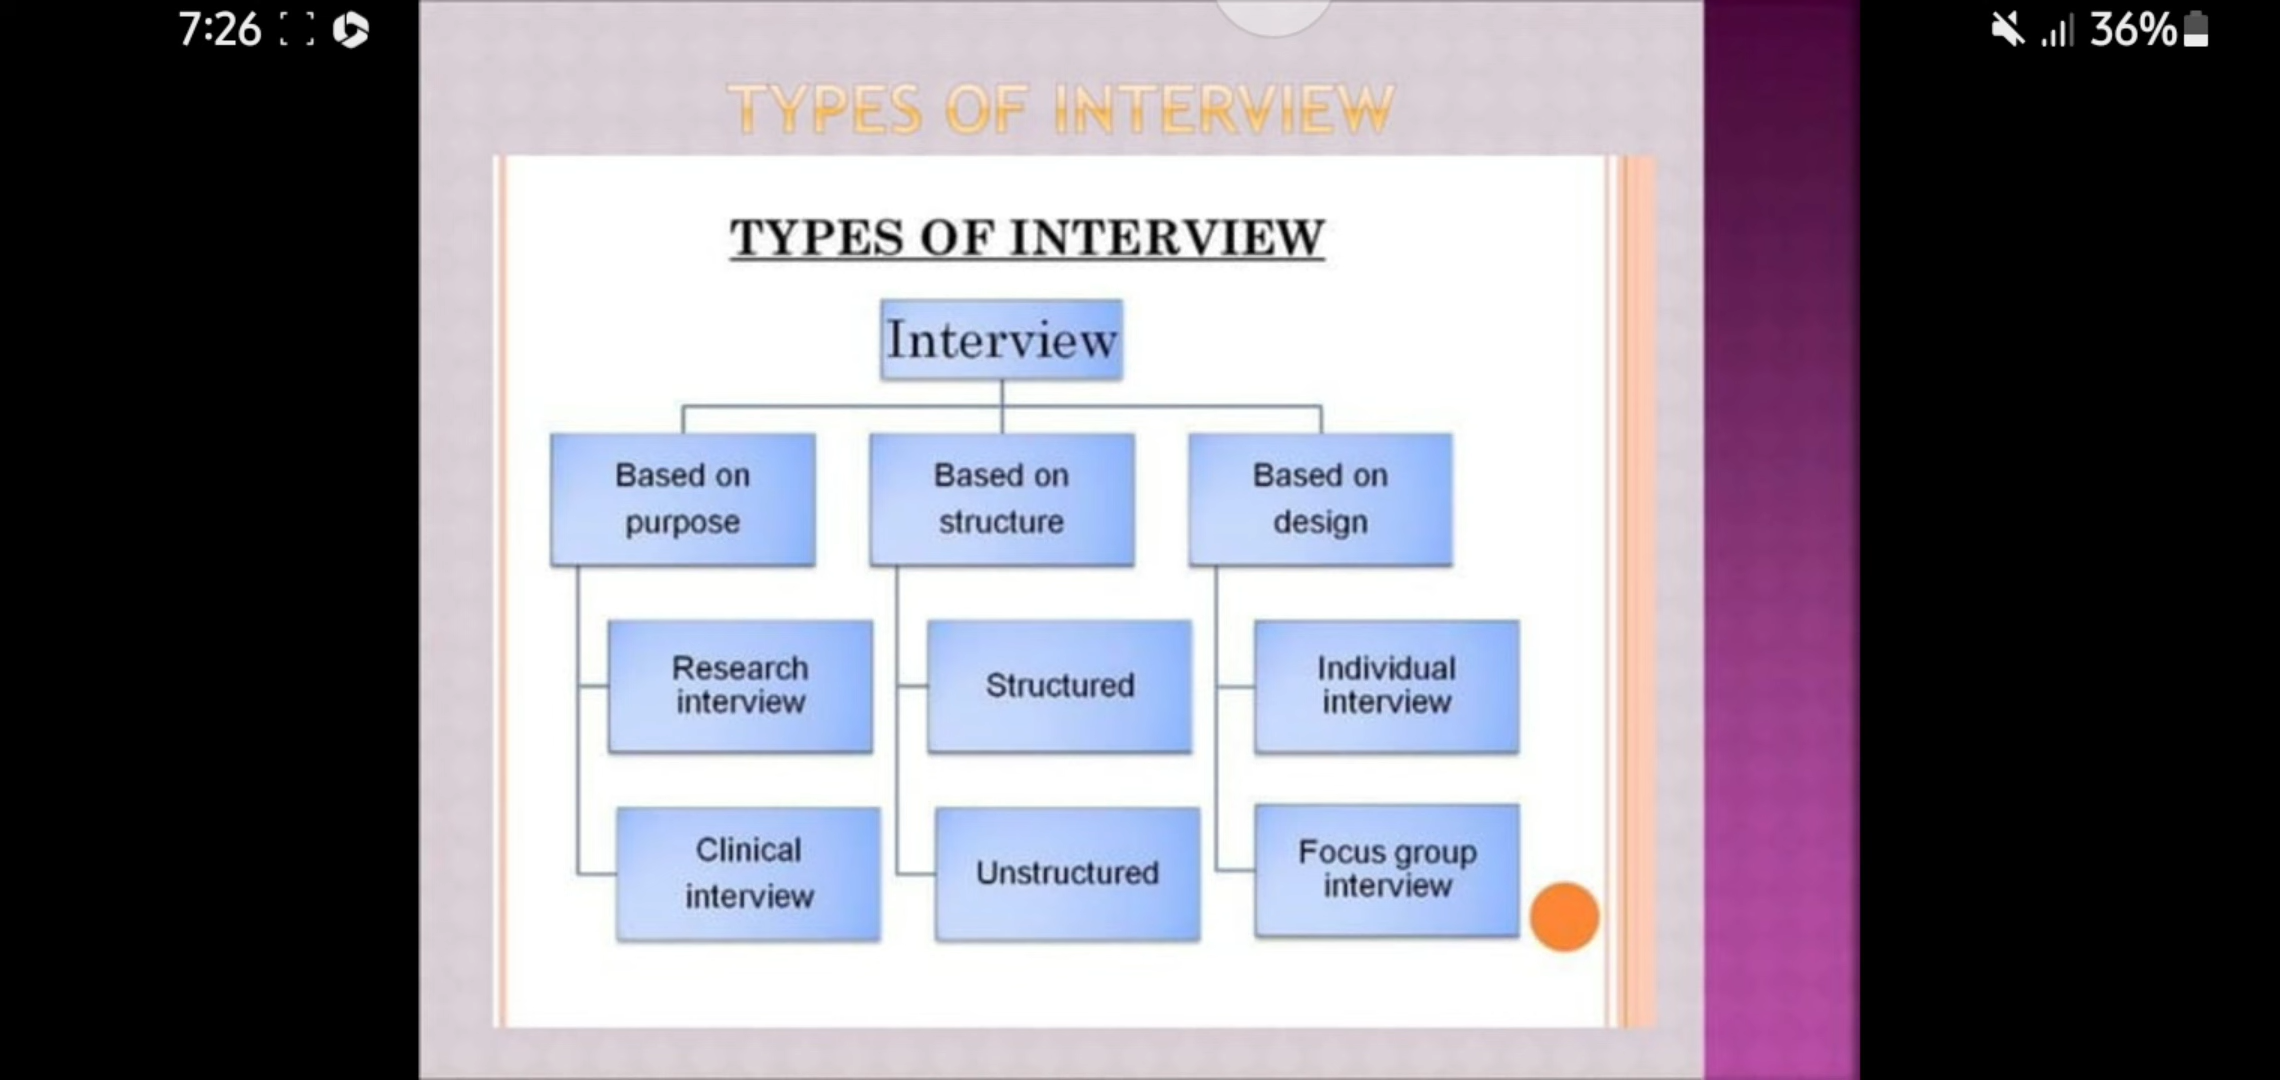 7:26
36%
TYPES OF INTERVIEW
TYPES OF INTERVIEW
Interview
Based on
purpose
Based on
structure
Based on
design
Research
interview
Structured
Individual
interview
Clinical
interview
Unstructured
Focus group
interview